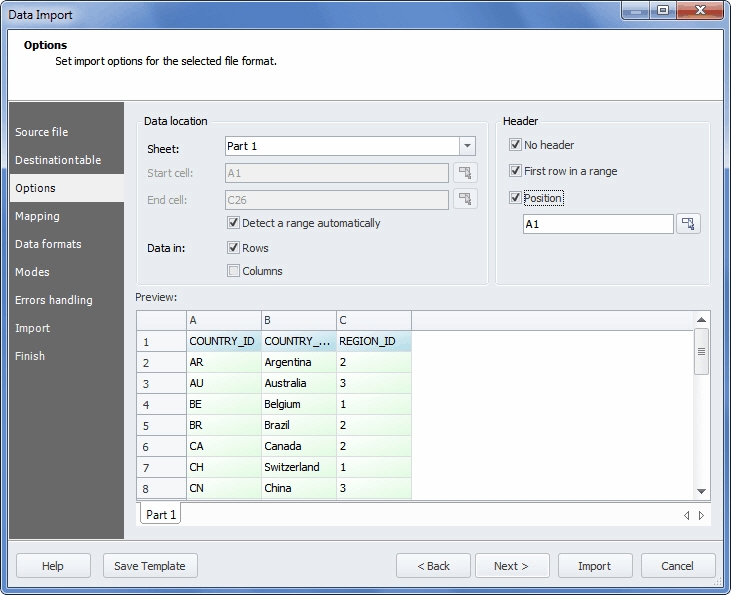 Data Import
Options
Set import options for the selected file format.
Source file
Destinationtable
Options
Mapping
Data formats
Modes
Errors handling
Import
Finish
Data location
Sheet: Part 1
Start cell: A1
End cell: C26
Detect a range automatically
Data in: Rows
Columns
Header
No header
First row in a range
Position
A1
Preview:
A B C
1 COUNTRY_ID COUNTRY_... REGION_ID
2 AR Argentina 2
3 AU Australia 3
4 BE Belgium 1
5 BR Brazil 2
6 CA Canada 2
7 CH Switzerland 1
8 CN China 3
Part 1
Help Save Template < Back Next > Import Cancel